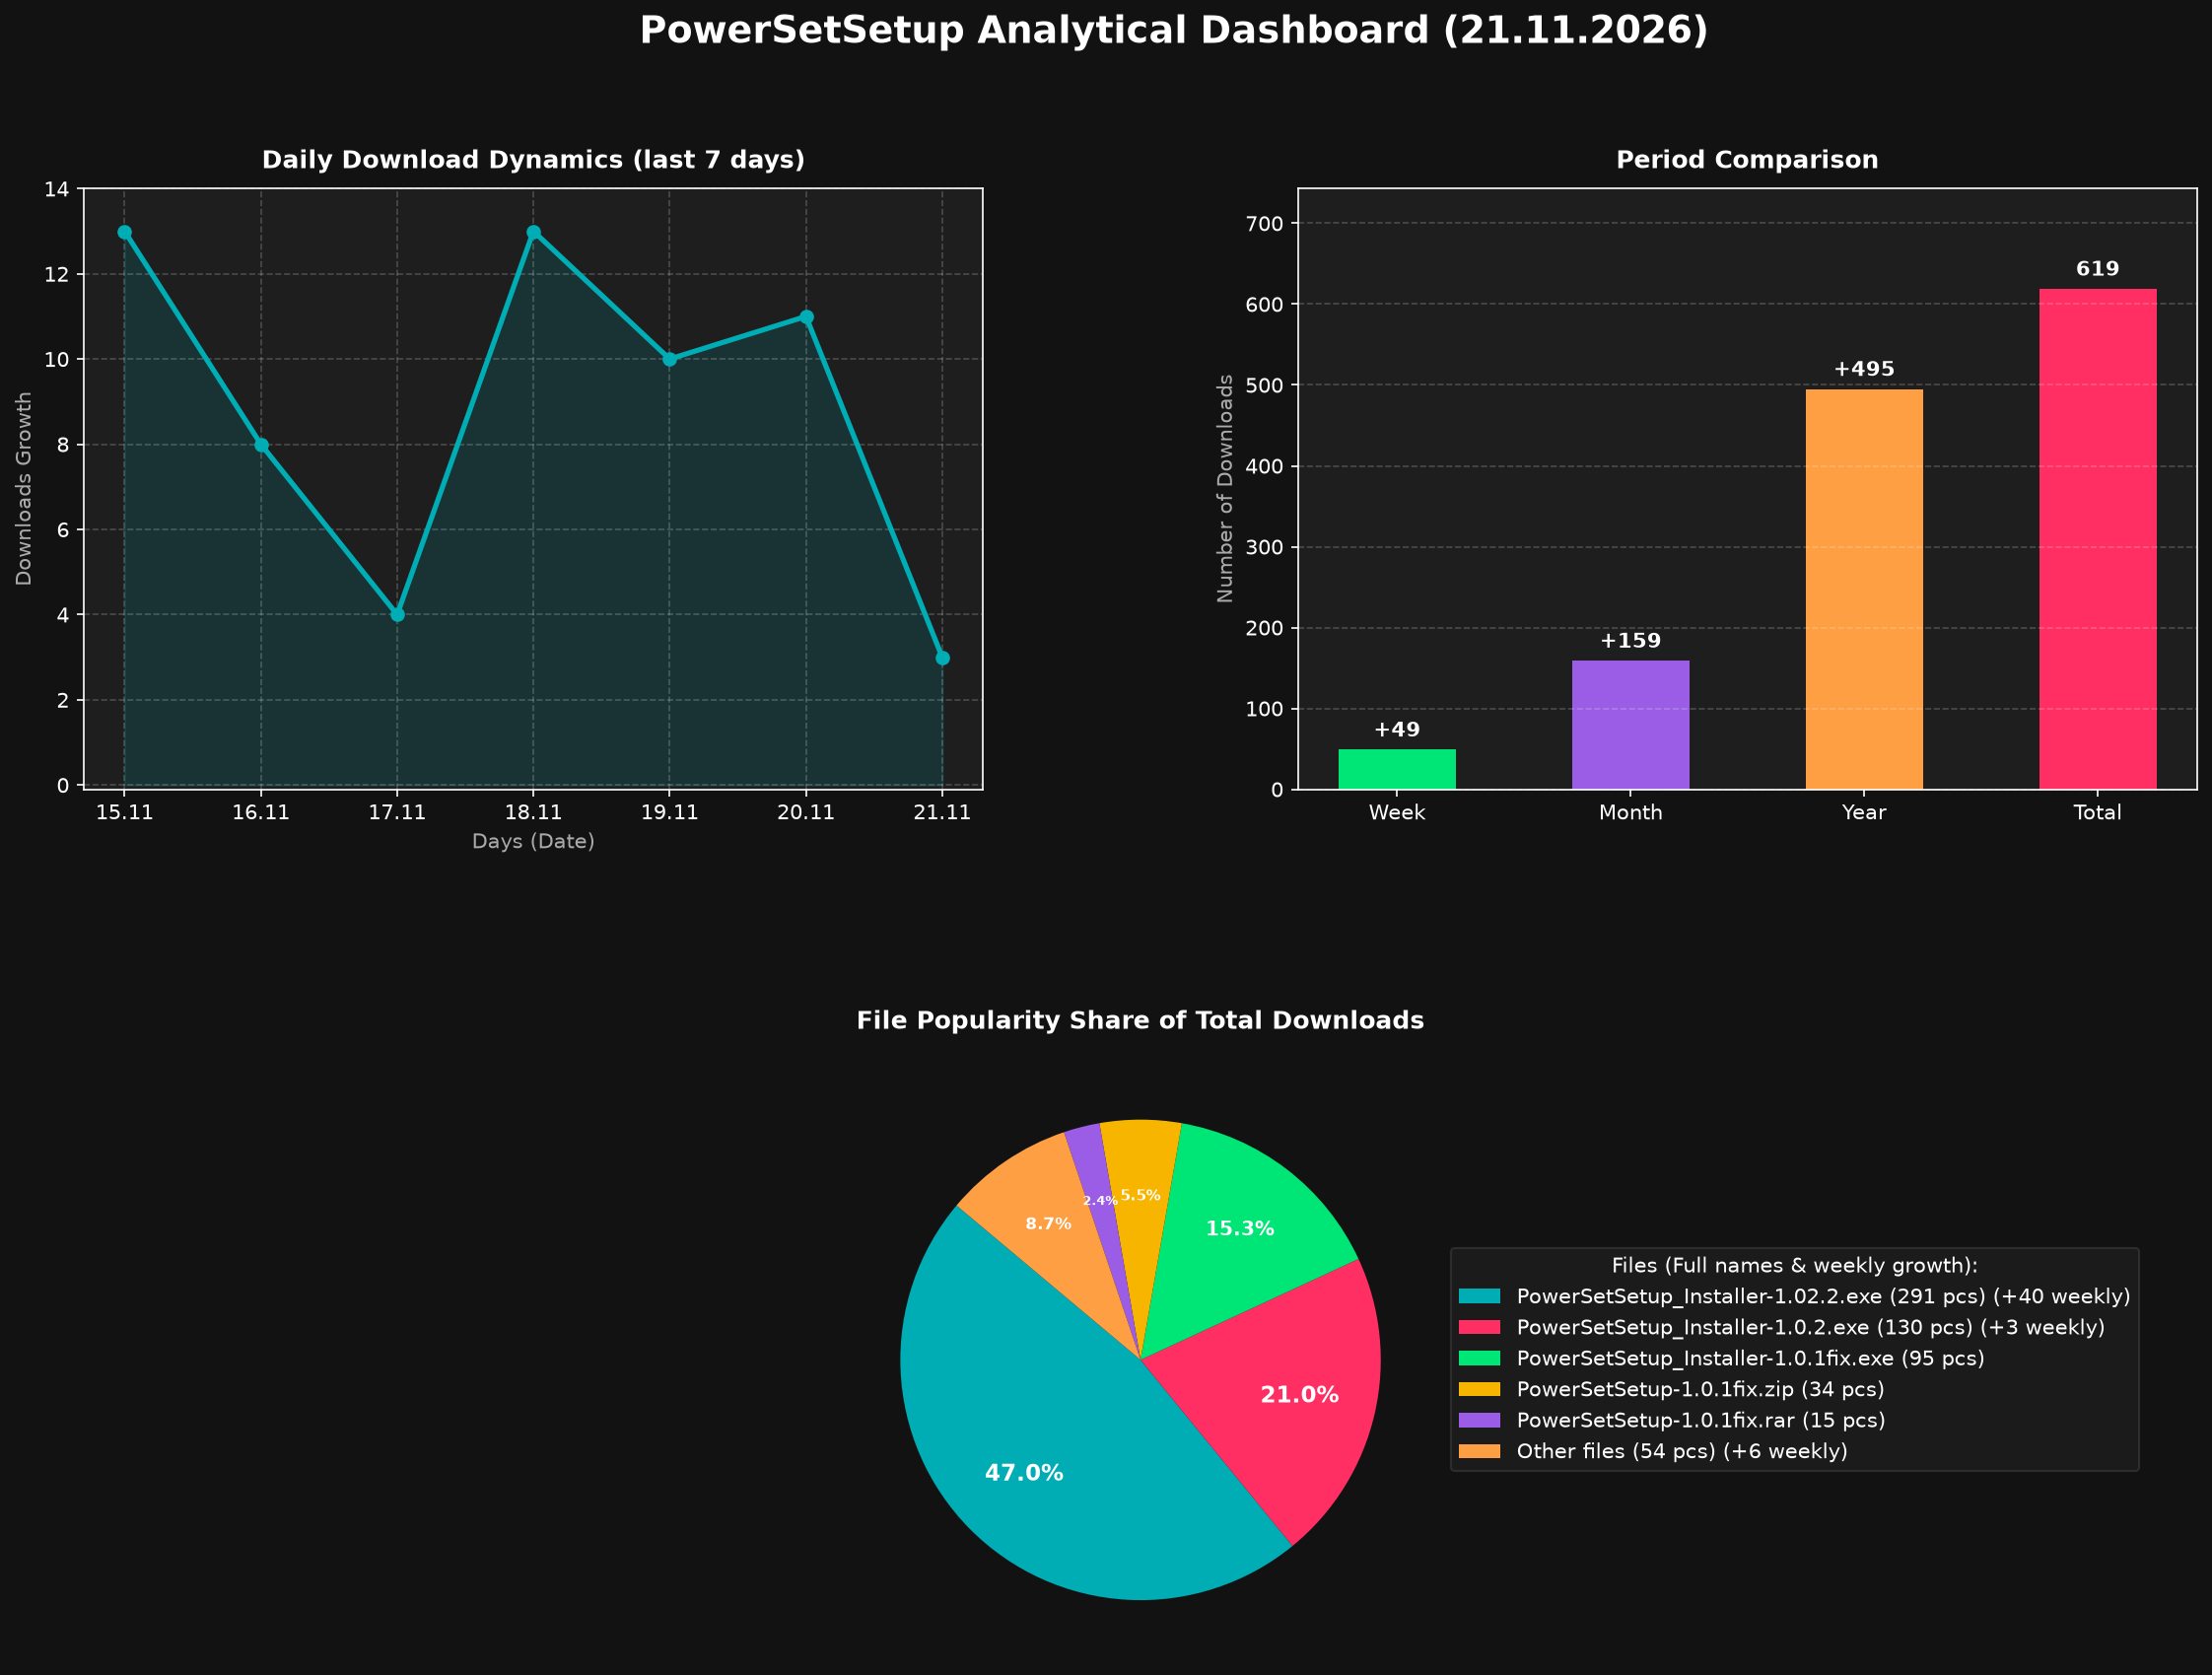 PowerSetSetup Analytical Dashboard (21.11.2026)
Daily Download Dynamics (last 7 days)
Downloads Growth
14
12
10
8
6
4
2
0
15.11 16.11 17.11 18.11 19.11 20.11 21.11
Days (Date)
Period Comparison
Number of Downloads
700
600
500
400
300
200
100
0
+49
+159
+495
619
Week Month Year Total
File Popularity Share of Total Downloads
8.7%
2.4%
5.5%
15.3%
21.0%
47.0%
Files (Full names & weekly growth):
PowerSetSetup_Installer-1.02.2.exe (291 pcs) (+40 weekly)
PowerSetSetup_Installer-1.0.2.exe (130 pcs) (+3 weekly)
PowerSetSetup_Installer-1.0.1fix.exe (95 pcs)
PowerSetSetup-1.0.1fix.zip (34 pcs)
PowerSetSetup-1.0.1fix.rar (15 pcs)
Other files (54 pcs) (+6 weekly)